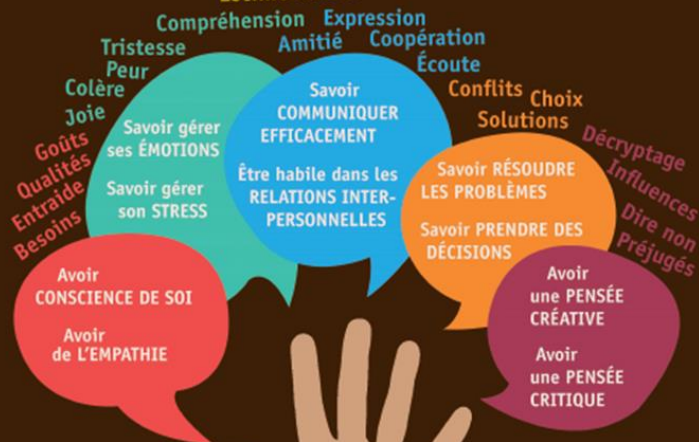 Compréhension
Expression
Amitié
Coopération
Écoute
Tristesse
Peur
Colère
Joie
Conflits
Choix
Solutions
Goûts
Qualités
Entraide
Besoins
Décryptage
Influences
Dire non
Préjugés
Savoir gérer
ses ÉMOTIONS
Savoir gérer
son STRESS
Savoir
COMMUNIQUER
EFFICACEMENT
Être habile dans les
RELATIONS INTER-
PERSONNELLES
Savoir RÉSOUDRE
LES PROBLÈMES
Savoir PRENDRE DES
DÉCISIONS
Avoir
CONSCIENCE DE SOI
Avoir
de L'EMPATHIE
Avoir
une PENSÉE
CRÉATIVE
Avoir
une PENSÉE
CRITIQUE